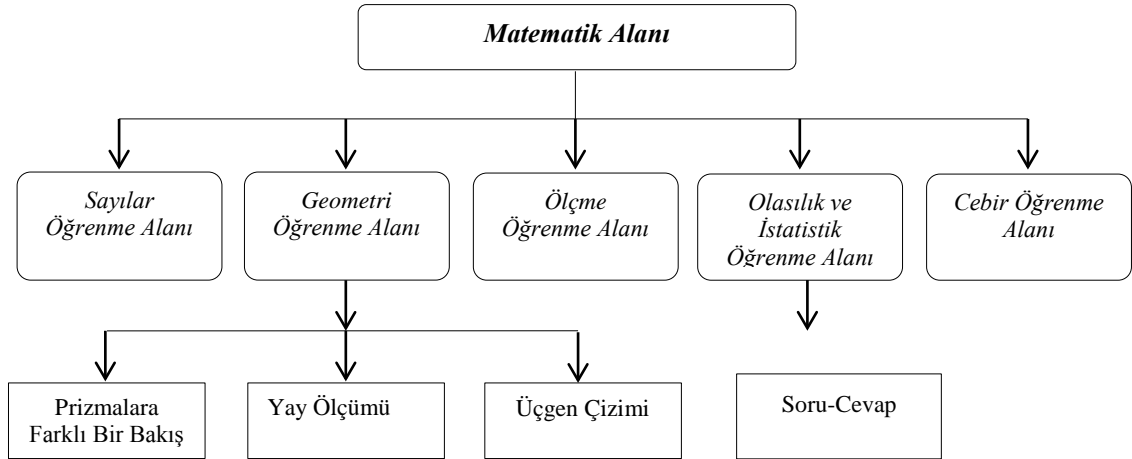 Matematik Alanı
Sayılar
Öğrenme Alanı
Geometri
Öğrenme Alanı
Ölçme
Öğrenme Alanı
Olasılık ve
İstatistik
Öğrenme Alanı
Cebir Öğrenme
Alanı
Prizmalara
Farklı Bir Bakış
Yay Ölçümü
Üçgen Çizimi
Soru-Cevap